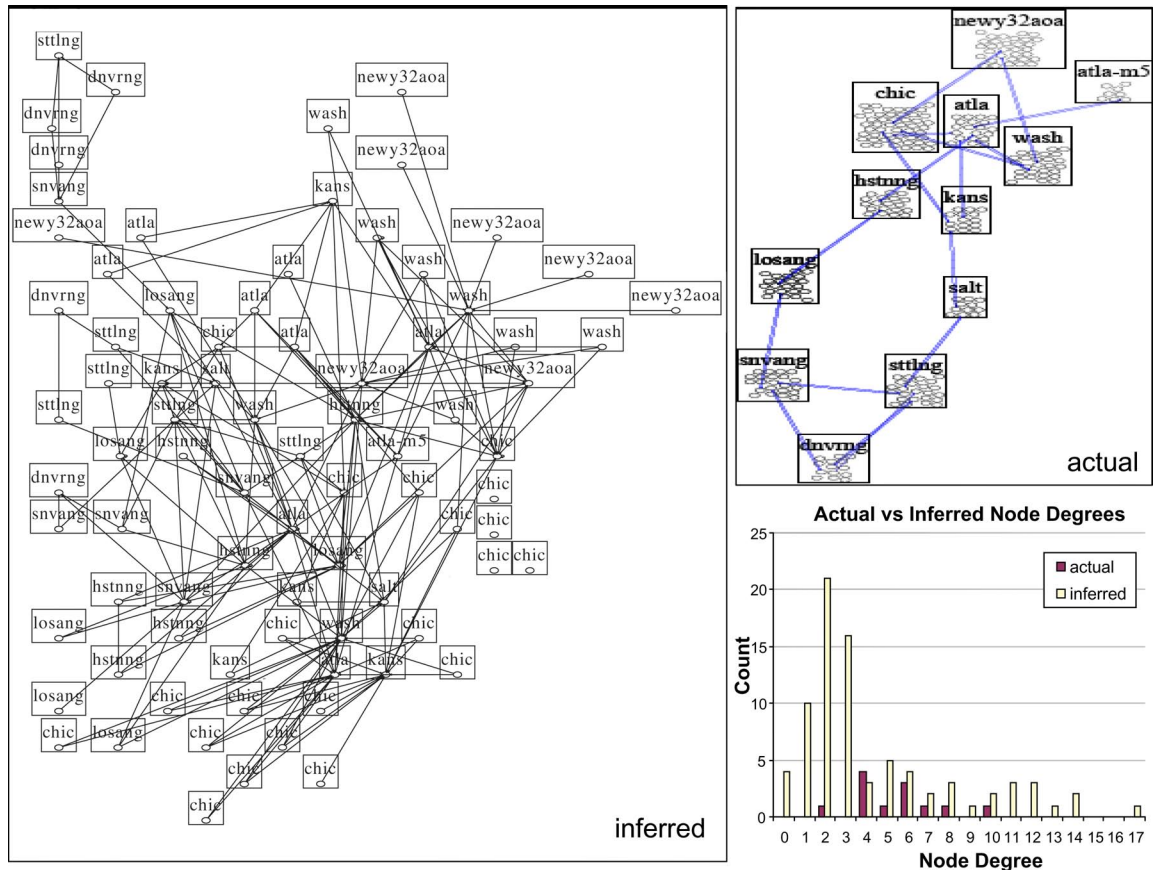 sttlng
dnvrng newy32aoa
dnvrng wash
dnvrng newy32aoa
snvang kans
newy32aoa atla wash newy32aoa
atla atla wash newy32aoa
dnvrng losang atla wash newy32aoa
sttlng chic atla atla wash wash
sttlng kans salt newy32aoa newy32aoa
sttlng sttlng wash hstnng wash
losang hstnng sttlng atla-m5 chic
dnvrng snvang chic chic chic
snvang snvang atla chic chic
hstnng losang chic chic
hstnng snvang kans salt
losang hstnng chic wash chic
hstnng kans atla kans chic
losang chic chic chic
chic losang chic chic
chic chic
chic
inferred
newy32aoa
atla-m5
chic
atla
wash
hstnng
kans
losang
salt
snvang
sttlng
dnvrng
actual
Actual vs Inferred Node Degrees
25
20
15
10
5
0
Count
actual
inferred
0 1 2 3 4 5 6 7 8 9 10 11 12 13 14 15 16 17
Node Degree